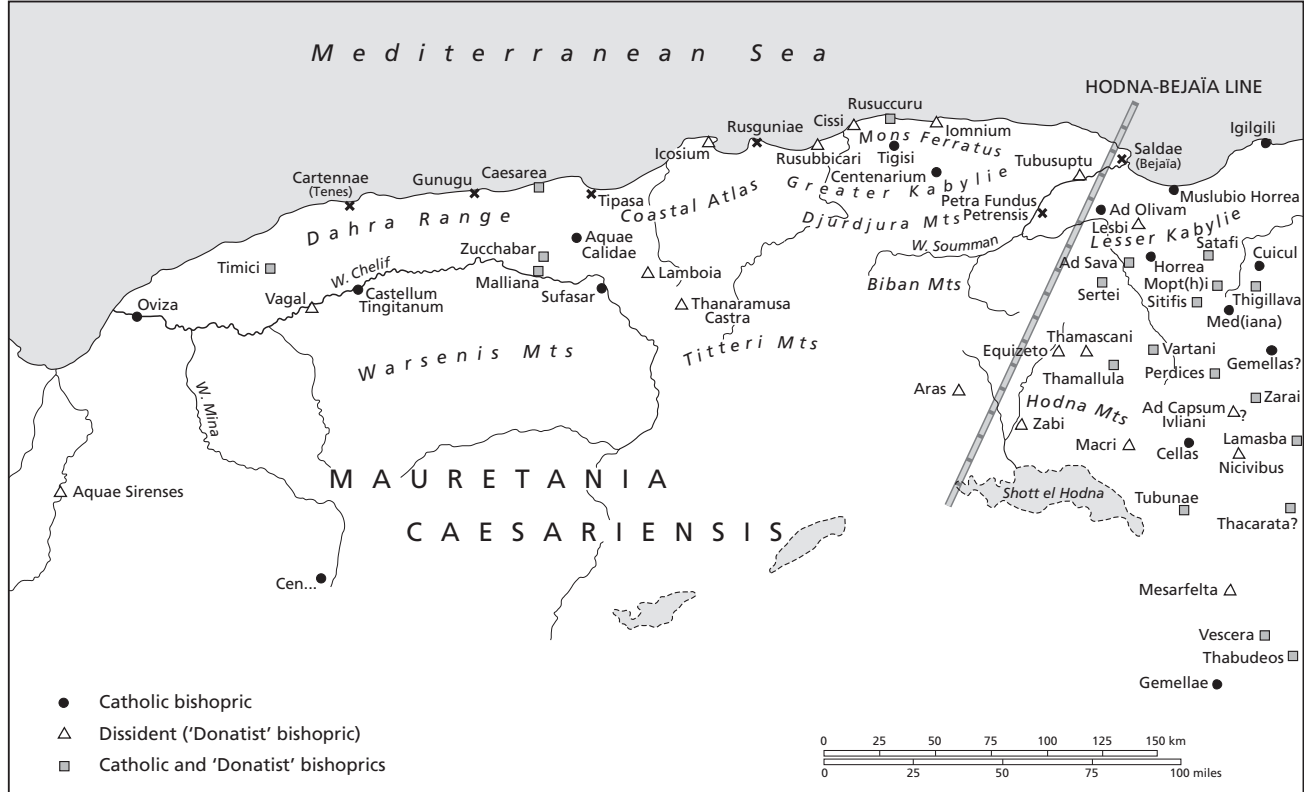 Mediterranean Sea
HODNA-BEJAÏA LINE
Rusuccuru
Cissi
Iomnium
Mons Ferratus
Igilgili
Rusguniae
Icosium
Rusubbicari
Tigisi
Centenarium
Tubusuptu
Saldae
(Bejaïa)
Cartennae
(Tenes)
Gunugu
Caesarea
Tipasa
Coastal Atlas
Greater Kabylie
Petra Fundus
Petrensis
Muslubio Horrea
Dahra Range
Djurdjura Mts
Ad Olivam
Lesbi
Lesser Kabylie
Aquae
Calidae
W. Soumman
Zucchabar
Satafi
Cuicul
Timici
W. Chelif
Malliana
Lamboia
Ad Sava
Horrea
Biban Mts
Sertei
Mopt(h)i
Sitifis
Thigillava
Vagal
Castellum
Tingitanum
Sufasar
Thanaramusa
Castra
Oviza
Med(iana)
Warsenis Mts
Titteri Mts
Equizeto
Thamascani
Vartani
Gemellas?
Thamallula
Perdices
W. Mina
Aras
Hodna Mts
Zarai
Ad Capsum
Ivliani
?
Zabi
Macri
Cellas
Lamasba
Nicivibus
MAURETANIA
CAESARIENSIS
Aquae Sirenses
Shott el Hodna
Tubunae
Thacarata?
Cen...
Mesarfelta
Vescera
Thabudeos
Gemellae
Catholic bishopric
Dissident (‘Donatist’ bishopric)
Catholic and ‘Donatist’ bishoprics
0 25 50 75 100 125 150 km
0 25 50 75 100 miles